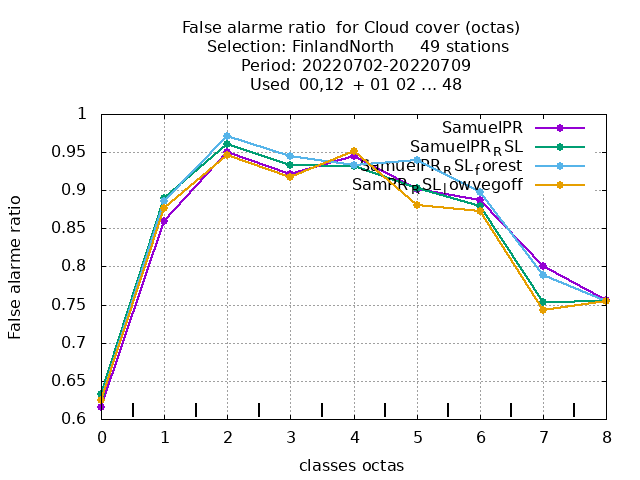 False alarme ratio  for Cloud cover (octas)
Selection: FinlandNorth     49 stations
Period: 20220702-20220709
Used  00,12  + 01 02 ... 48
1
0.95
0.9
0.85
0.8
0.75
0.7
0.65
0.6
False alarme ratio
SamuelPR
SamuelPR_RSL
SamuelPR_RSL_forest
SamPR_RSL_lowvegoff
0 1 2 3 4 5 6 7 8
classes octas